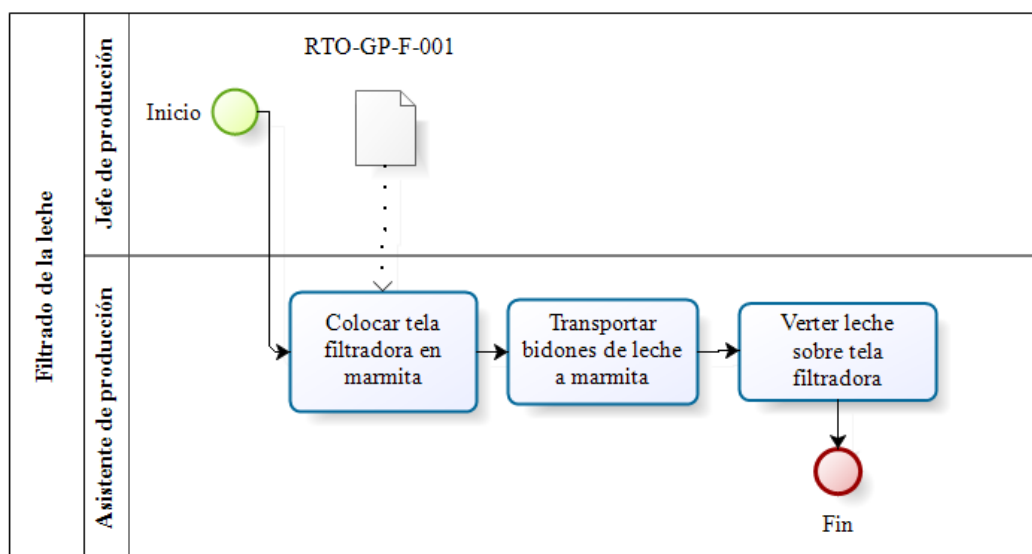 Filtrado de la leche
Jefe de producción
RTO-GP-F-001
Inicio
Asistente de producción
Colocar tela
filtradora en
marmita
Transportar
bidones de leche
a marmita
Verter leche
sobre tela
filtradora
Fin